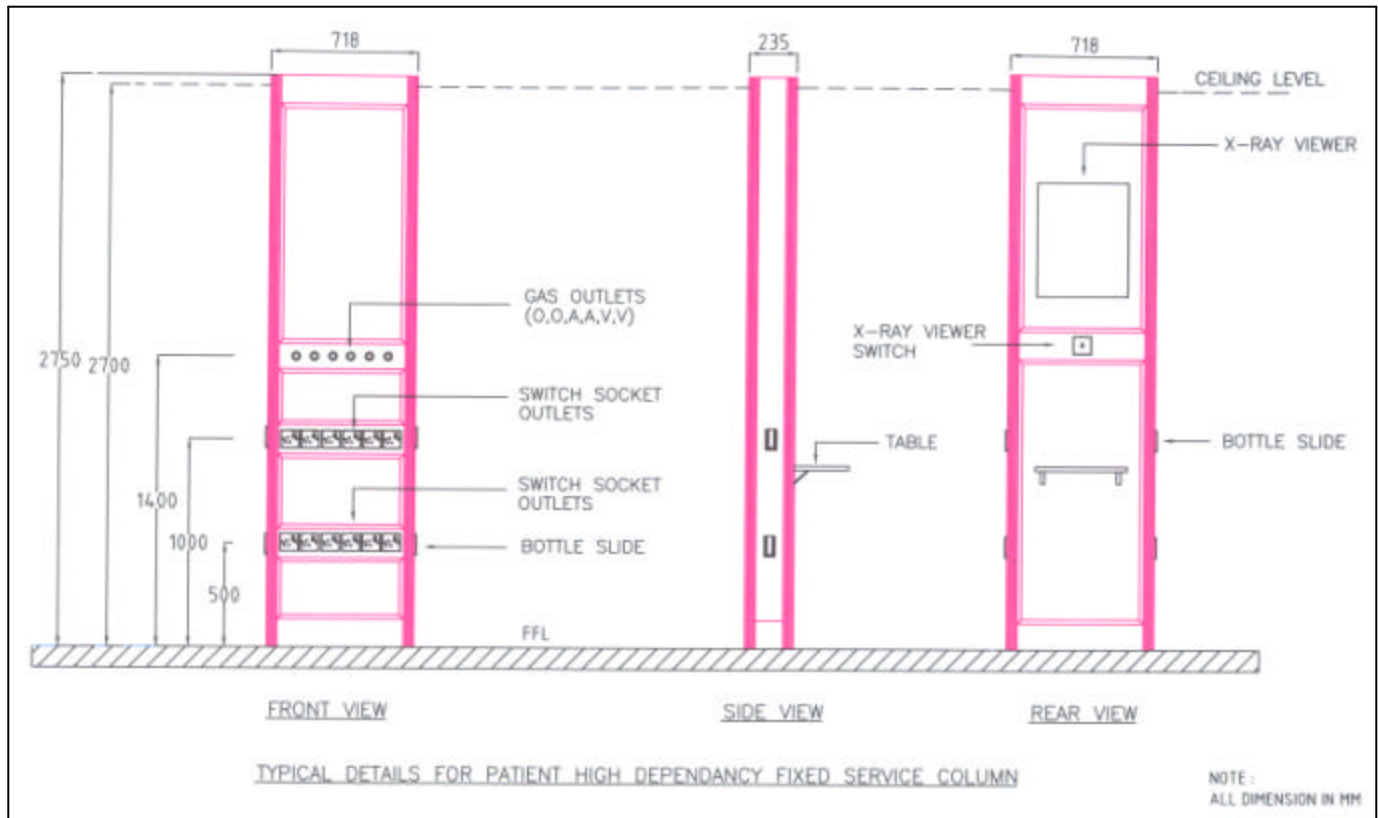 718
235
718
CEILING LEVEL
X-RAY VIEWER
GAS OUTLETS
(O,O,A,A,V,V)
X-RAY VIEWER
SWITCH
2750
2700
SWITCH SOCKET
OUTLETS
TABLE
BOTTLE SLIDE
1400
SWITCH SOCKET
OUTLETS
1000
BOTTLE SLIDE
500
FFL
FRONT VIEW
SIDE VIEW
REAR VIEW
TYPICAL DETAILS FOR PATIENT HIGH DEPENDANCY FIXED SERVICE COLUMN
NOTE :
ALL DIMENSION IN MM